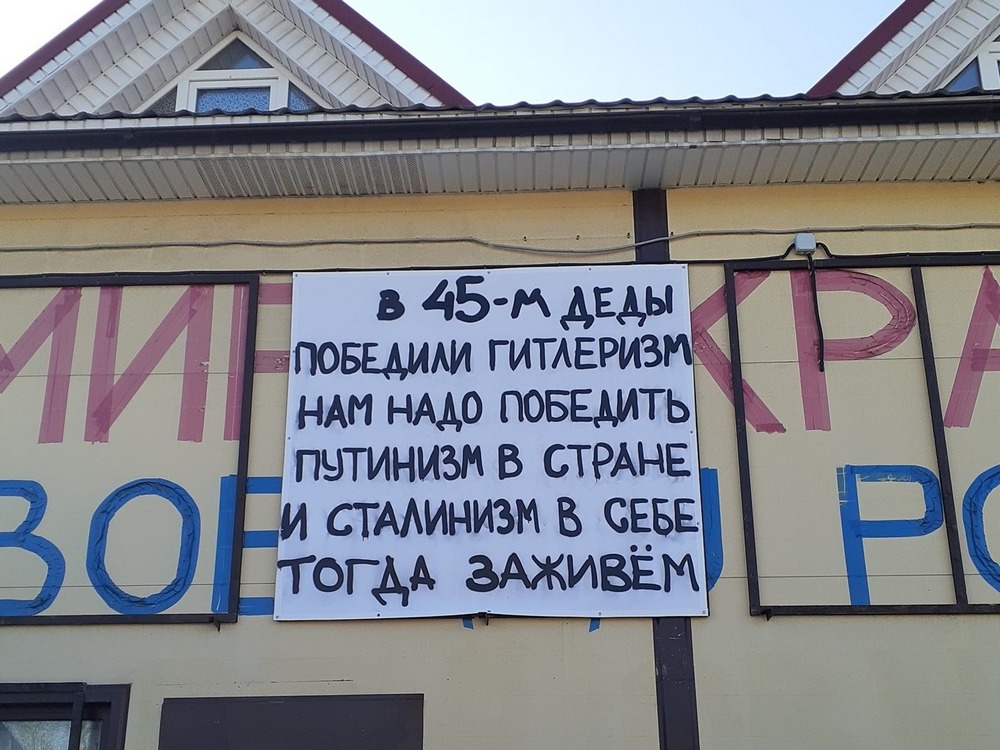 в 45-м ДЕДЫ
ПОБЕДИЛИ ГИТЛЕРИЗМ
НАМ НАДО ПОБЕДИТЬ
ПУТИНИЗМ В СТРАНЕ
И СТАЛИНИЗМ В СЕБЕ
ТОГДА ЗАЖИВЁМ